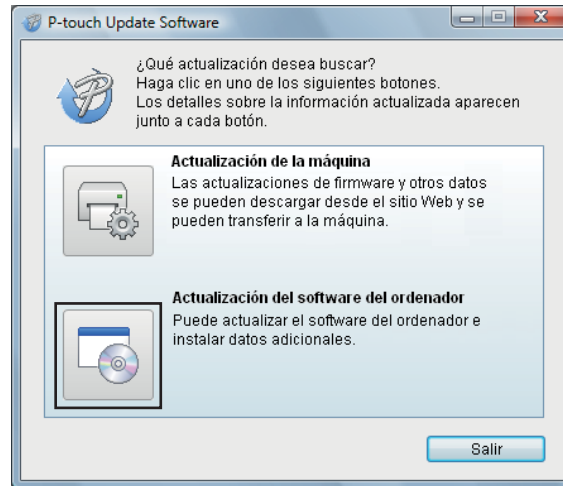 P-touch Update Software
¿Qué actualización desea buscar?
Haga clic en uno de los siguientes botones.
Los detalles sobre la información actualizada aparecen
junto a cada botón.
Actualización de la máquina
Las actualizaciones de firmware y otros datos
se pueden descargar desde el sitio Web y se
pueden transferir a la máquina.
Actualización del software del ordenador
Puede actualizar el software del ordenador e
instalar datos adicionales.
Salir